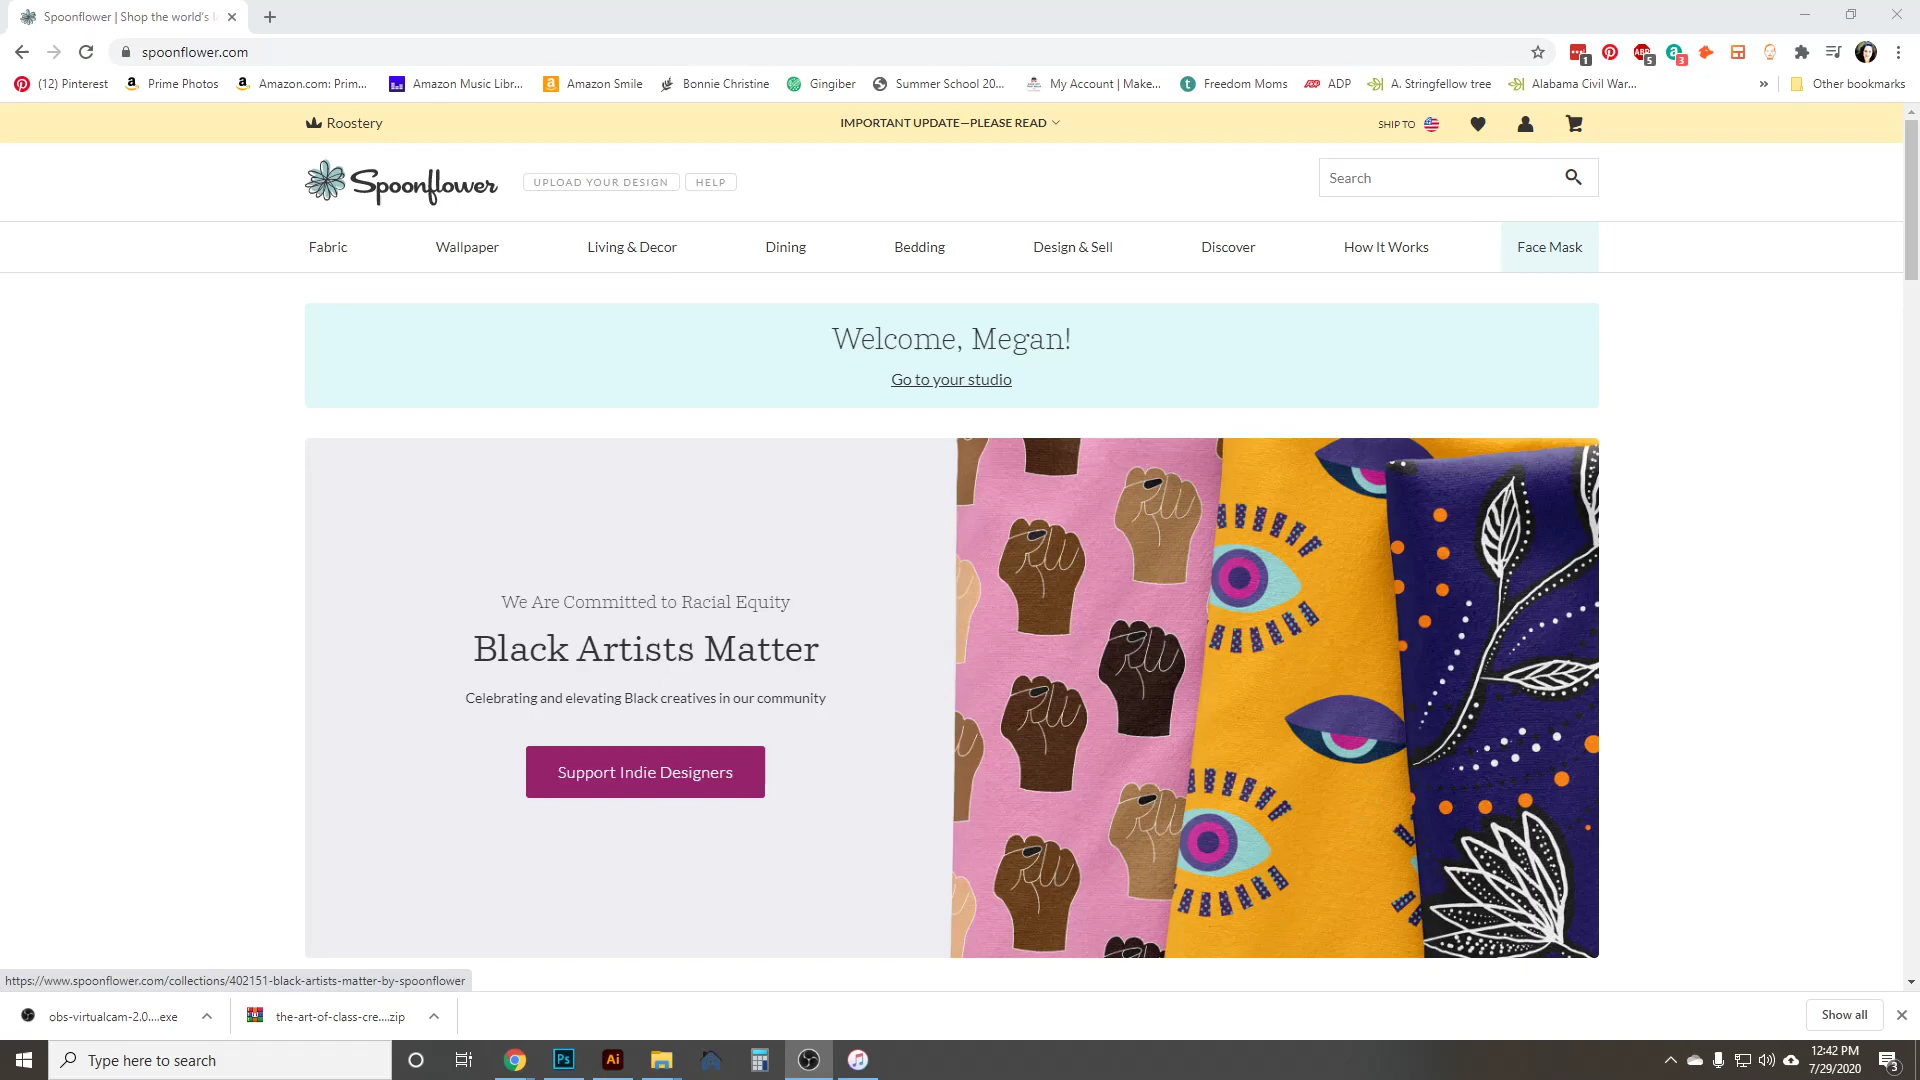 Spoonflower | Shop the world's l
spoonflower.com
1 5 3
(12) Pinterest Prime Photos Amazon.com: Prim... Amazon Music Libr... Amazon Smile Bonnie Christine Gingiber Summer School 20... My Account | Make... Freedom Moms ADP A. Stringfellow tree Alabama Civil War... » Other bookmarks
Roostery IMPORTANT UPDATE—PLEASE READ SHIP TO
Spoonflower UPLOAD YOUR DESIGN HELP Search
Fabric Wallpaper Living & Decor Dining Bedding Design & Sell Discover How It Works Face Mask
Welcome, Megan!
Go to your studio
We Are Committed to Racial Equity
Black Artists Matter
Celebrating and elevating Black creatives in our community
Support Indie Designers
https://www.spoonflower.com/collections/402151-black-artists-matter-by-spoonflower
obs-virtualcam-2.0....exe the-art-of-class-cre....zip Show all
Type here to search Ps Ai 12:42 PM
7/29/2020 3